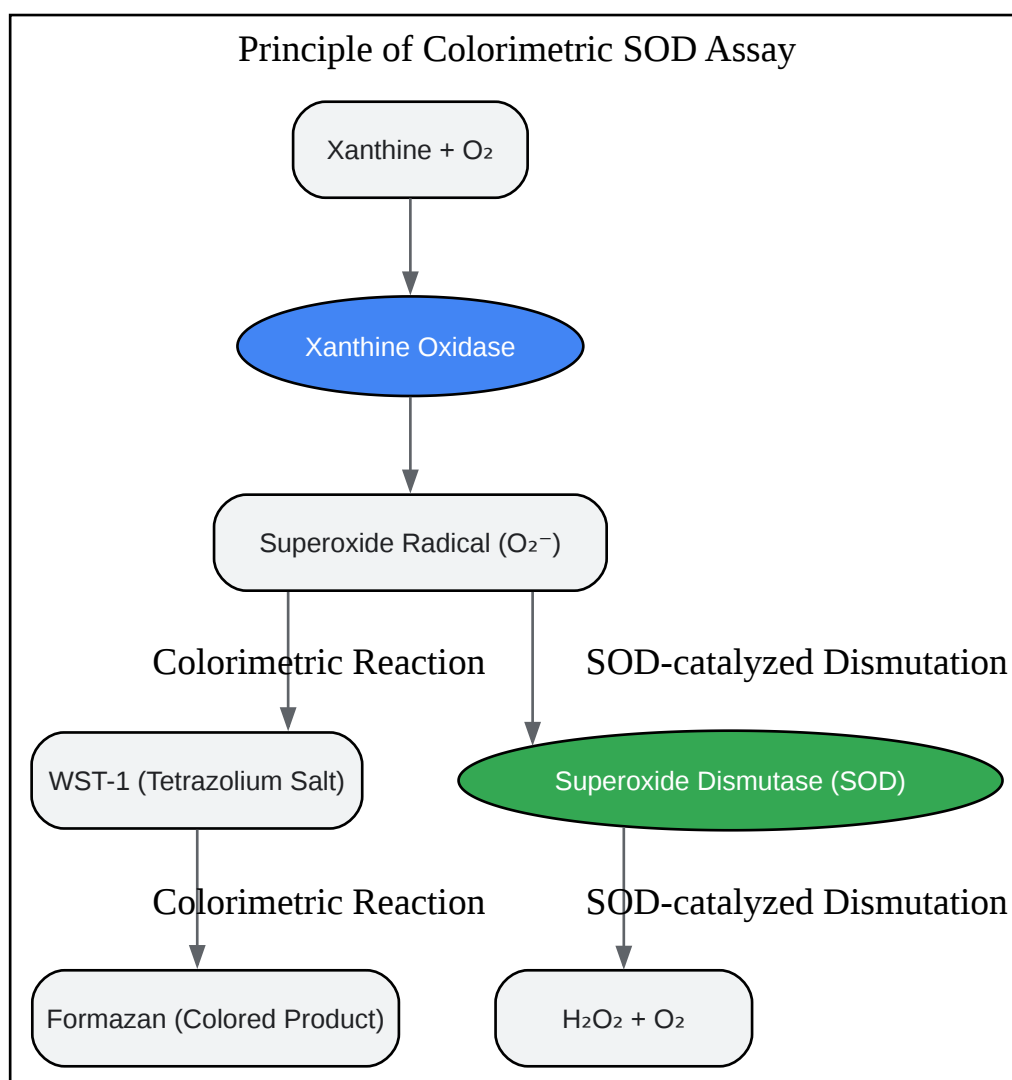 Principle of Colorimetric SOD Assay
Xanthine + O₂
Xanthine Oxidase
Superoxide Radical (O₂⁻)
Colorimetric Reaction
SOD-catalyzed Dismutation
WST-1 (Tetrazolium Salt)
Superoxide Dismutase (SOD)
Colorimetric Reaction
SOD-catalyzed Dismutation
Formazan (Colored Product)
H₂O₂ + O₂